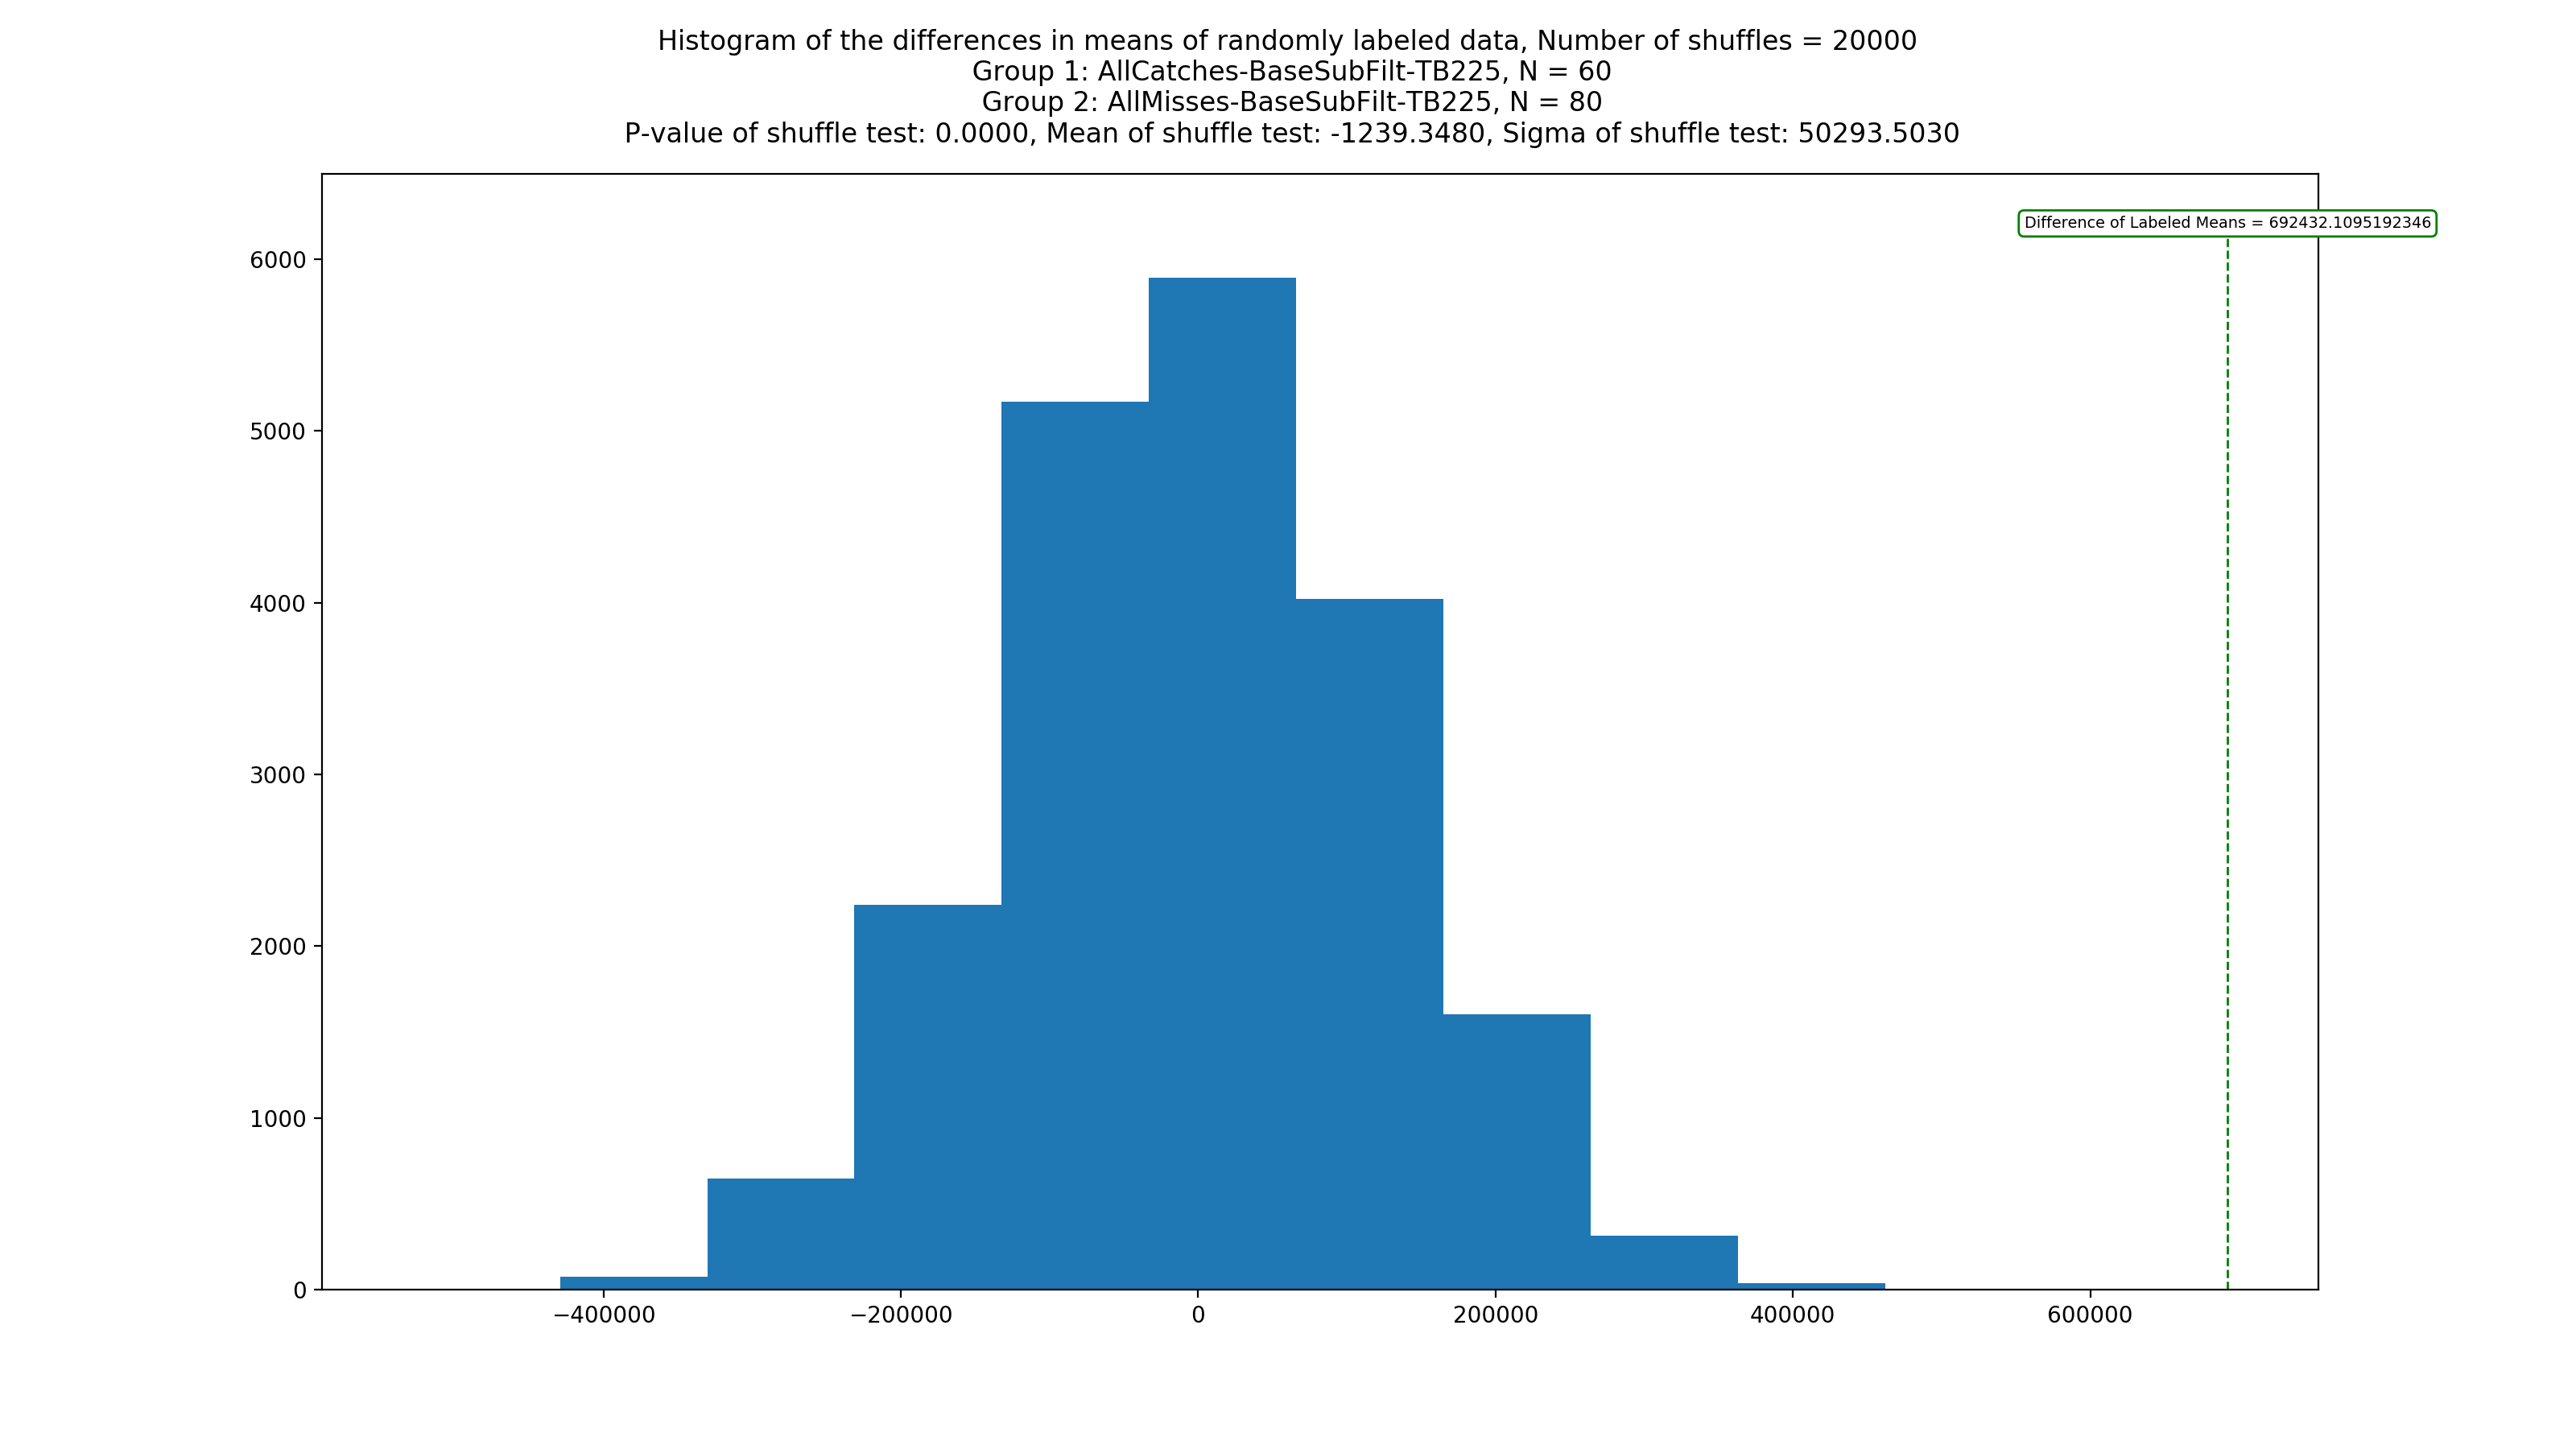 Histogram of the differences in means of randomly labeled data, Number of shuffles = 20000
Group 1: AllCatches-BaseSubFilt-TB225, N = 60
Group 2: AllMisses-BaseSubFilt-TB225, N = 80
P-value of shuffle test: 0.0000, Mean of shuffle test: -1239.3480, Sigma of shuffle test: 50293.5030
Difference of Labeled Means = 692432.1095192346
6000
5000
4000
3000
2000
1000
0
−400000 −200000 0 200000 400000 600000